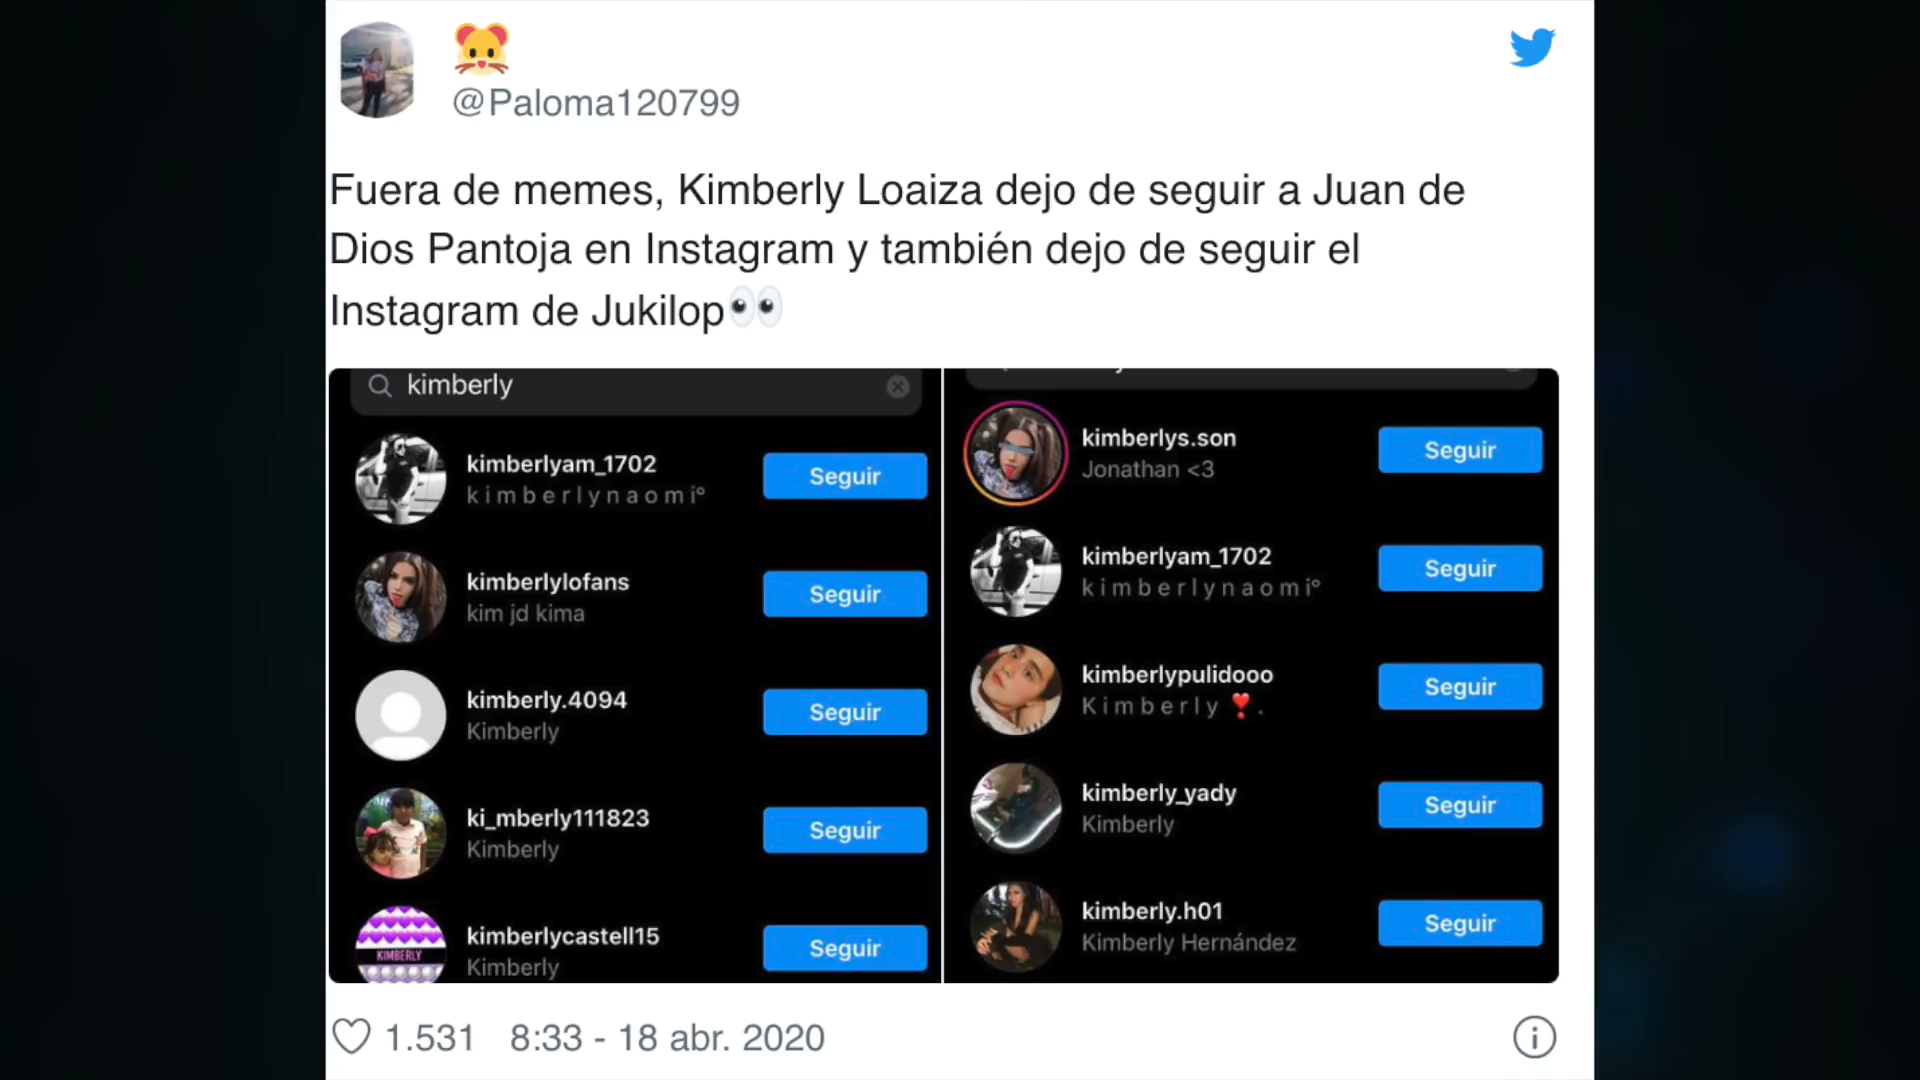 @Paloma120799
Fuera de memes, Kimberly Loaiza dejo de seguir a Juan de
Dios Pantoja en Instagram y también dejo de seguir el
Instagram de Jukilop👀
kimberly
kimberlyam_1702
k i m b e r l y n a o m i°
Seguir
kimberlylofans
kim jd kima
Seguir
kimberly.4094
Kimberly
Seguir
ki_mberly111823
Kimberly
Seguir
KIMBERLY
kimberlycastell15
Kimberly
Seguir
kimberlys.son
Jonathan <3
Seguir
kimberlyam_1702
k i m b e r l y n a o m i°
Seguir
kimberlypulidooo
K i m b e r l y ❣️ .
Seguir
kimberly_yady
Kimberly
Seguir
kimberly.h01
Kimberly Hernández
Seguir
1.531 8:33 - 18 abr. 2020